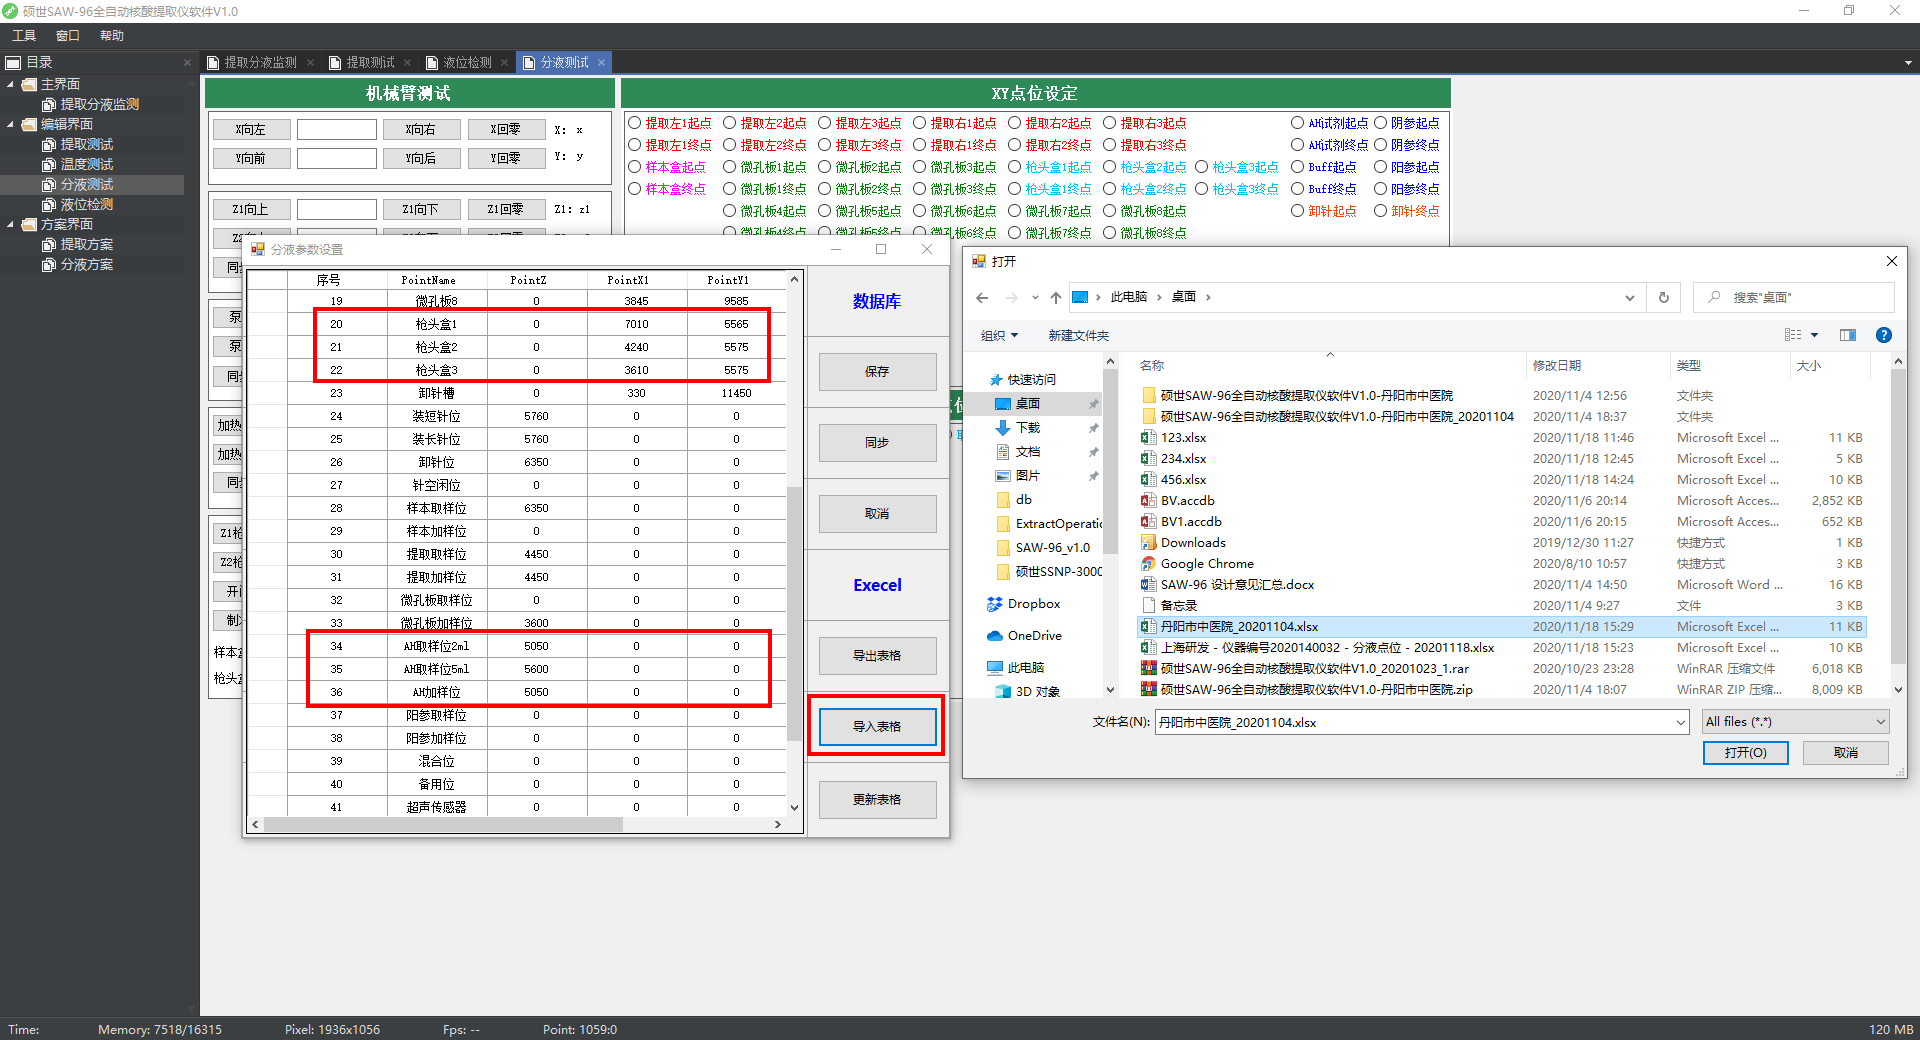 硕世SAW-96全自动核酸提取仪软件V1.0
工具 窗口 帮助
目录
主界面
提取分液监测
编辑界面
提取测试
温度测试
分液测试
液位检测
方案界面
提取方案
分液方案
提取分液监测 提取测试 液位检测 分液测试
机械臂测试
X向左 X向右 X回零 X: x
Y向前 Y向后 Y回零 Y: y
Z1向上 Z1向下 Z1回零 Z1: z1
XY点位设定
提取左1起点 提取左2起点 提取左3起点 提取右1起点 提取右2起点 提取右3起点 AH试剂起点 阴参起点
提取左1终点 提取左2终点 提取左3终点 提取右1终点 提取右2终点 提取右3终点 AH试剂终点 阴参终点
样本盒起点 微孔板1起点 微孔板2起点 微孔板3起点 枪头盒1起点 枪头盒2起点 枪头盒3起点 Buff起点 阳参起点
样本盒终点 微孔板1终点 微孔板2终点 微孔板3终点 枪头盒1终点 枪头盒2终点 枪头盒3终点 Buff终点 阳参终点
微孔板4起点 微孔板5起点 微孔板6起点 微孔板7起点 微孔板8起点 卸针起点 卸针终点
微孔板4终点 微孔板5终点 微孔板6终点 微孔板7终点 微孔板8终点
同
泵
泵
同
加热
加热
同
Z1枪
Z2枪
开
制
样本
枪头
分液参数设置
序号 PointName PointZ PointX1 PointY1
19 微孔板8 0 3845 9585
20 枪头盒1 0 7010 5565
21 枪头盒2 0 4240 5575
22 枪头盒3 0 3610 5575
23 卸针槽 0 330 11450
24 装短针位 5760 0 0
25 装长针位 5760 0 0
26 卸针位 6350 0 0
27 针空闲位 0 0 0
28 样本取样位 6350 0 0
29 样本加样位 0 0 0
30 提取取样位 4450 0 0
31 提取加样位 4450 0 0
32 微孔板取样位 0 0 0
33 微孔板加样位 3600 0 0
34 AH取样位2ml 5050 0 0
35 AH取样位5ml 5600 0 0
36 AH加样位 5050 0 0
37 阳参取样位 0 0 0
38 阳参加样位 0 0 0
39 混合位 0 0 0
40 备用位 0 0 0
41 超声传感器 0 0 0
数据库
保存
同步
取消
Execel
导出表格
导入表格
更新表格
打开
此电脑 桌面 搜索"桌面"
组织 新建文件夹
快速访问
桌面
下载
文档
图片
db
ExtractOperatic
SAW-96_v1.0
硕世SSNP-3000
Dropbox
OneDrive
此电脑
3D 对象
名称 修改日期 类型 大小
硕世SAW-96全自动核酸提取仪软件V1.0-丹阳市中医院 2020/11/4 12:56 文件夹
硕世SAW-96全自动核酸提取仪软件V1.0-丹阳市中医院_20201104 2020/11/4 18:37 文件夹
123.xlsx 2020/11/18 11:46 Microsoft Excel ... 11 KB
234.xlsx 2020/11/18 12:45 Microsoft Excel ... 5 KB
456.xlsx 2020/11/18 14:24 Microsoft Excel ... 10 KB
BV.accdb 2020/11/6 20:14 Microsoft Acces... 2,852 KB
BV1.accdb 2020/11/6 20:15 Microsoft Acces... 652 KB
Downloads 2019/12/30 11:27 快捷方式 1 KB
Google Chrome 2020/8/10 10:57 快捷方式 3 KB
SAW-96 设计意见汇总.docx 2020/11/4 14:50 Microsoft Word ... 16 KB
备忘录 2020/11/4 9:27 文件 3 KB
丹阳市中医院_20201104.xlsx 2020/11/18 15:29 Microsoft Excel ... 11 KB
上海研发 - 仪器编号2020140032 - 分液点位 - 20201118.xlsx 2020/11/18 15:23 Microsoft Excel ... 10 KB
硕世SAW-96全自动核酸提取仪软件V1.0_20201023_1.rar 2020/10/23 23:28 WinRAR 压缩文件 6,018 KB
硕世SAW-96全自动核酸提取仪软件V1.0-丹阳市中医院.zip 2020/11/4 18:07 WinRAR ZIP 压缩... 8,009 KB
文件名(N): 丹阳市中医院_20201104.xlsx All files (*.*)
打开(O) 取消
Time: Memory: 7518/16315 Pixel: 1936x1056 Fps: -- Point: 1059:0 120 MB